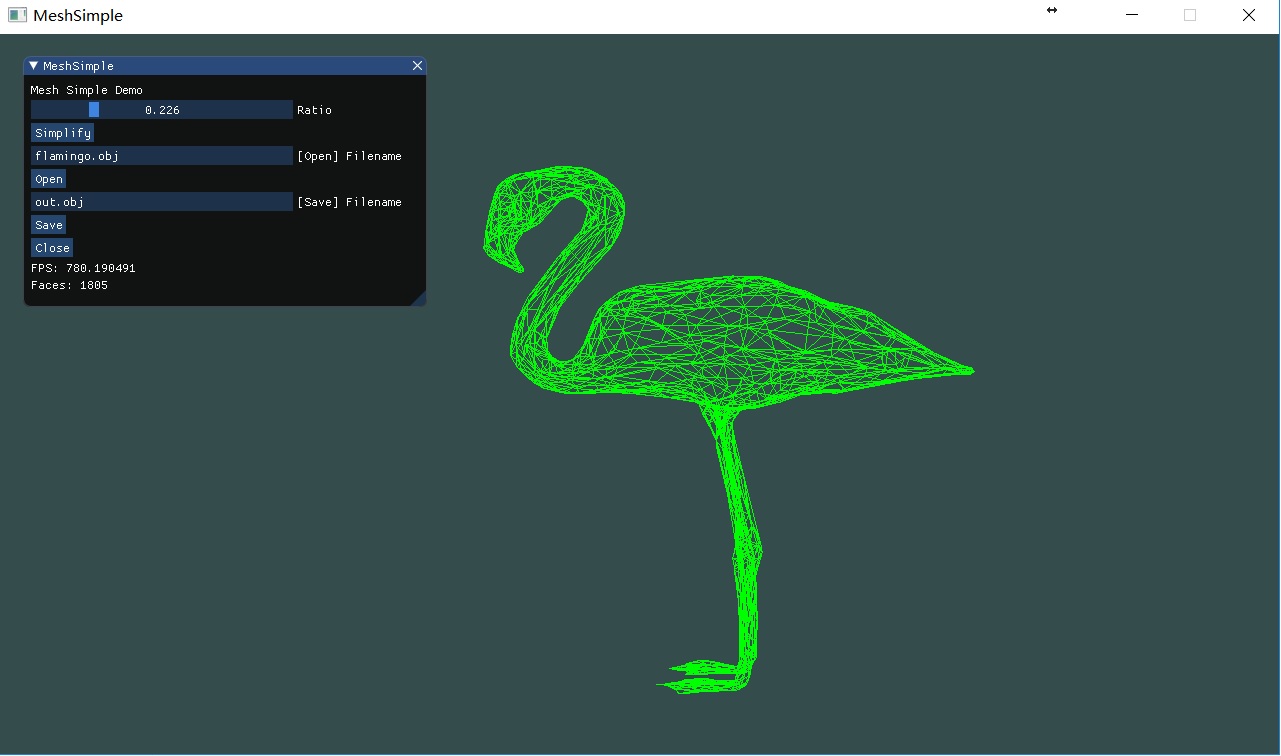 MeshSimple
MeshSimple
Mesh Simple Demo
0.226 Ratio
Simplify
flamingo.obj [Open] Filename
Open
out.obj [Save] Filename
Save
Close
FPS: 780.190491
Faces: 1805